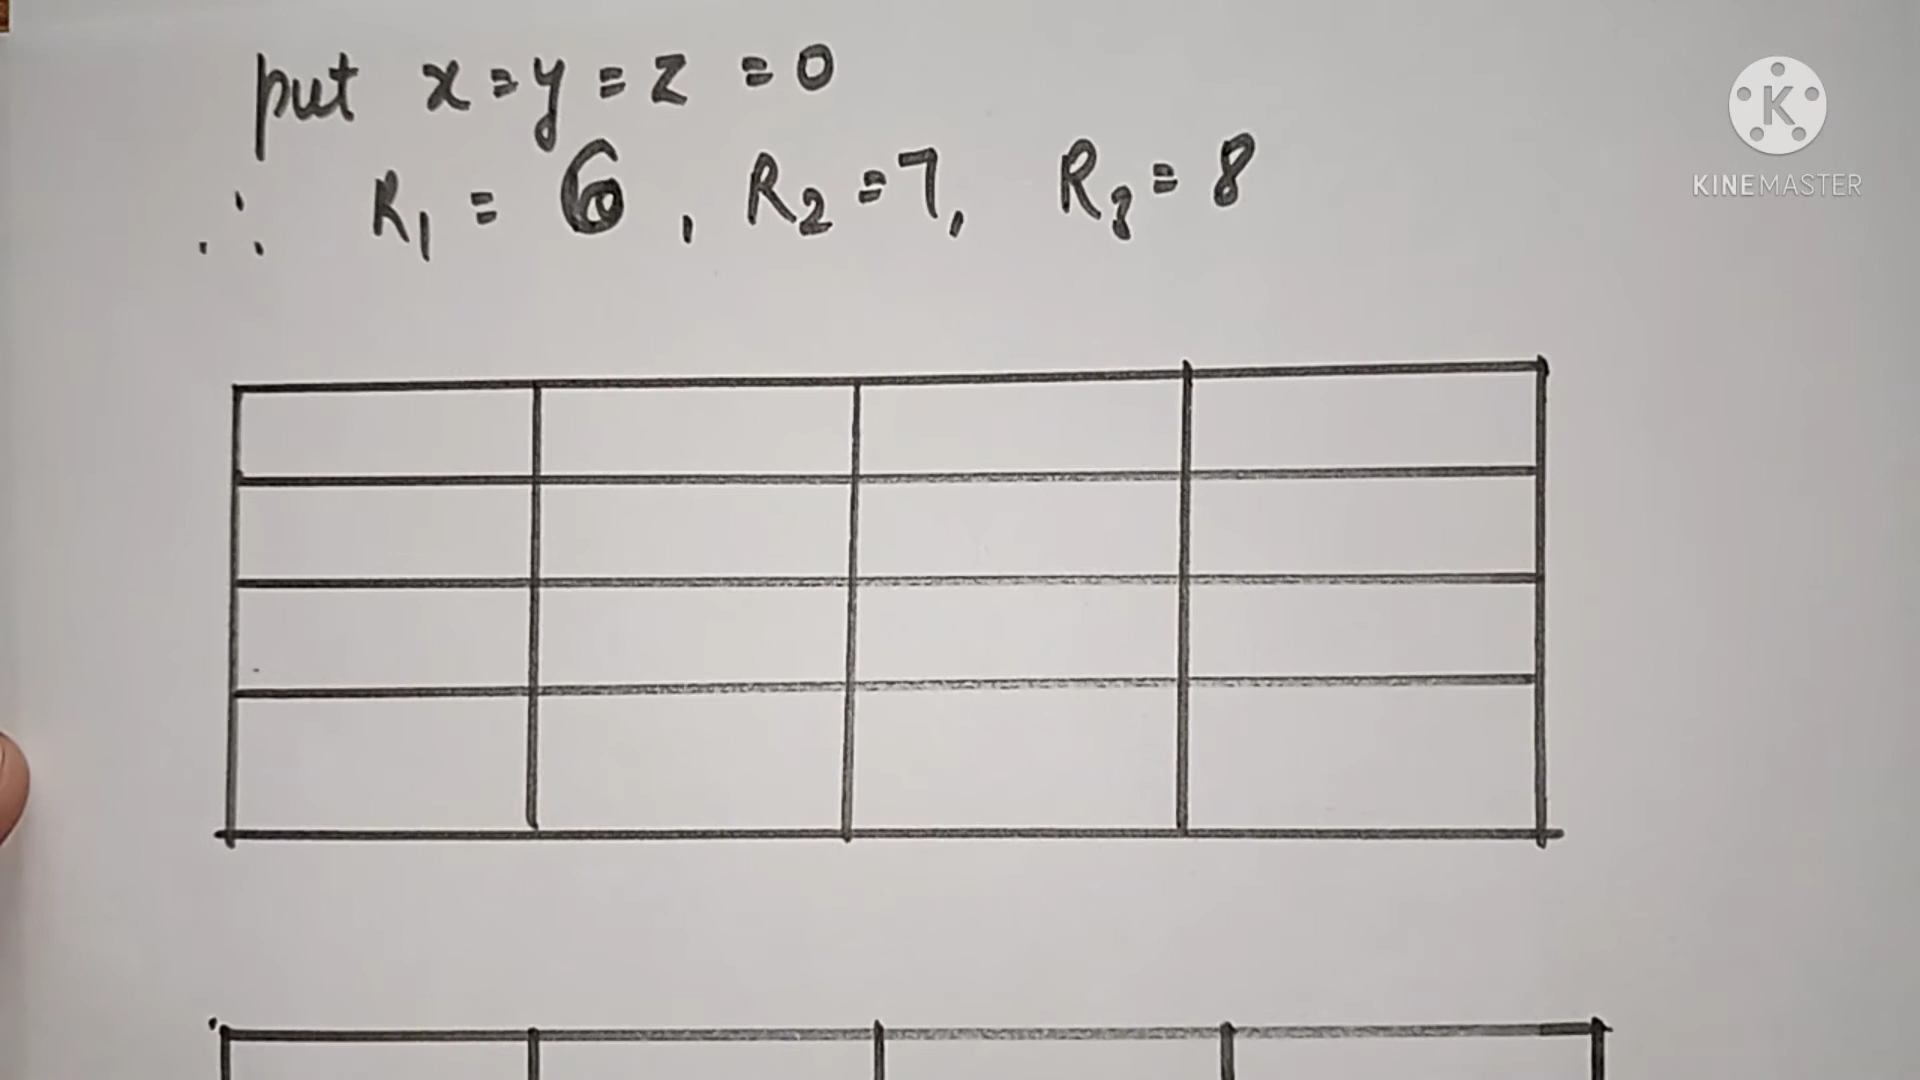 put x = y = z = 0
∴ R₁ = 6, R₂ = 7, R₃ = 8
K
KINEMASTER